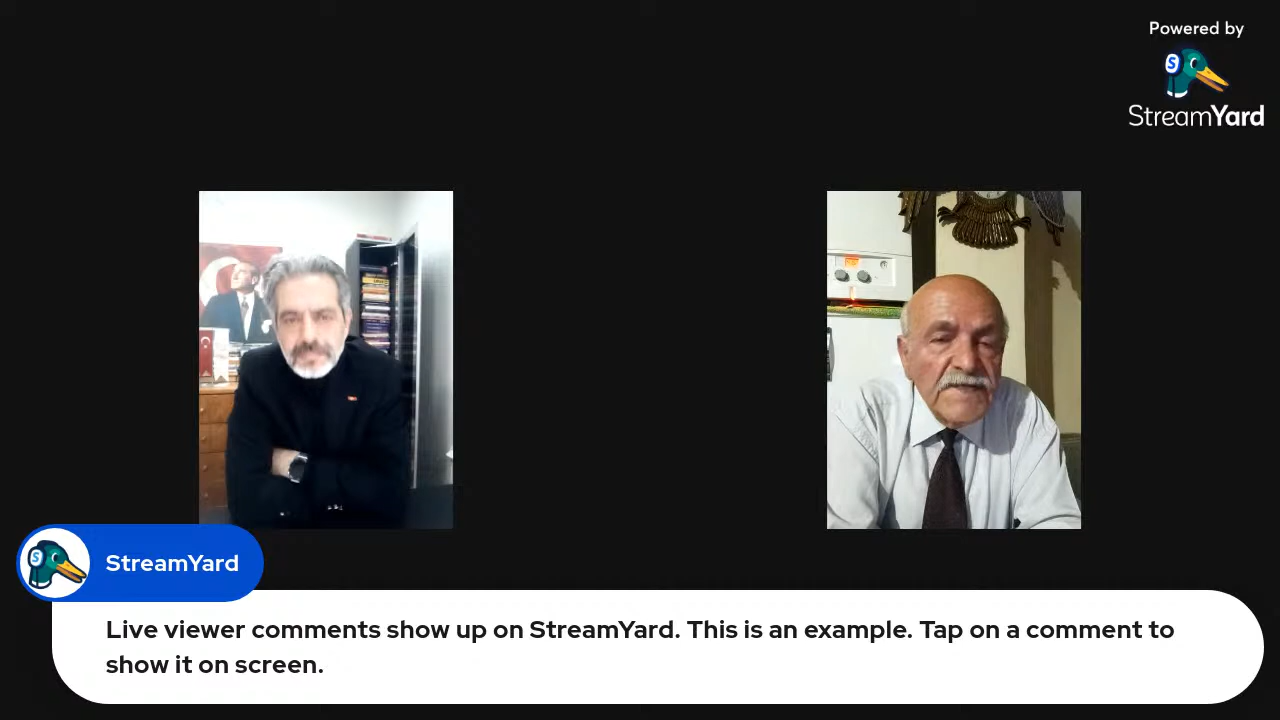 Powered by
StreamYard
StreamYard
Live viewer comments show up on StreamYard. This is an example. Tap on a comment to
show it on screen.